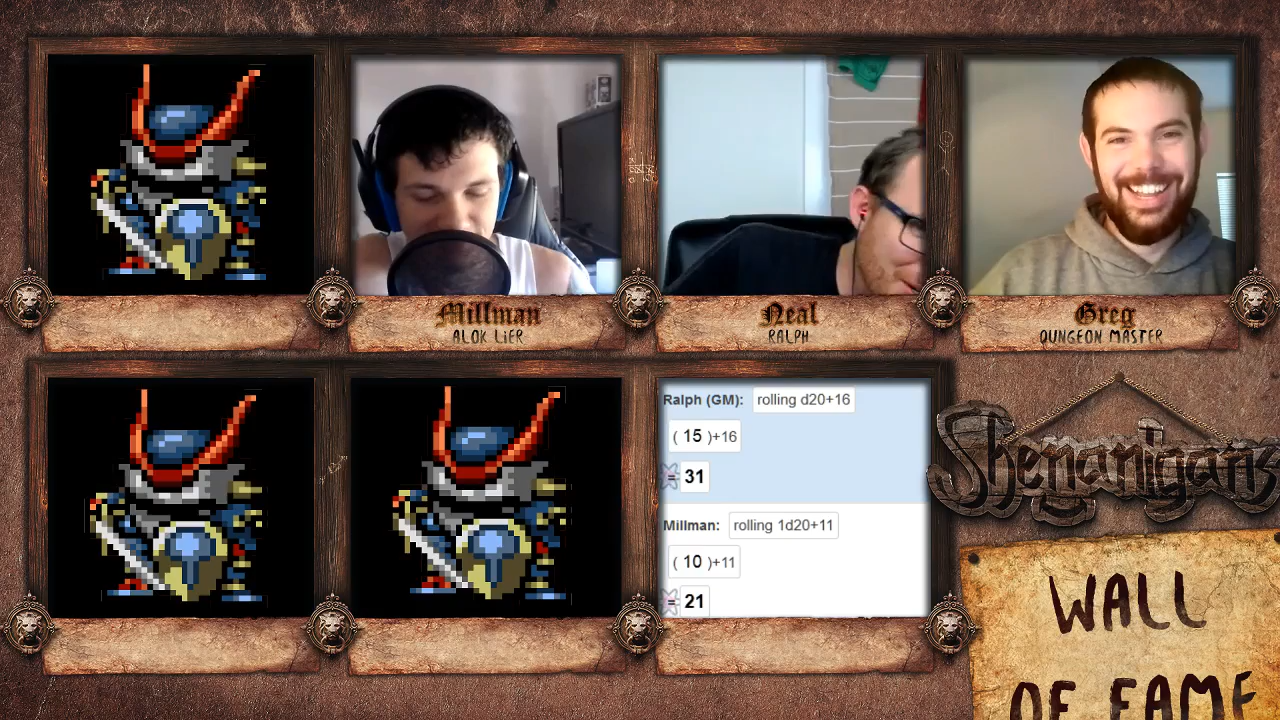 Millman
ALOK LIER
Neal
RALPH
Greg
DUNGEON MASTER
Ralph (GM): rolling d20+16
( 15 )+16
= 31
Millman: rolling 1d20+11
( 10 )+11
= 21
Shenanigans
WALL
OF FAME